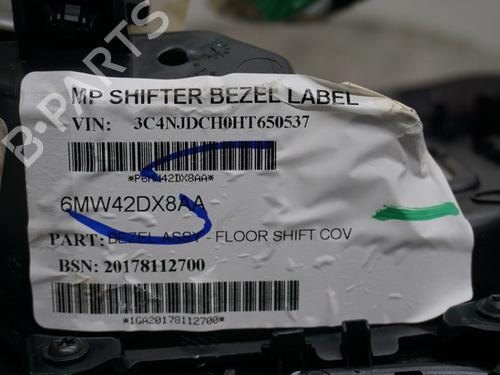 MP SHIFTER BEZEL LABEL
VIN: 3C4NJDCH0HT650537
*P6MW42DX8AA*
6MW42DX8AA
PART: BEZEL ASSY - FLOOR SHIFT COV
BSN: 20178112700
*1GA20178112700*
B-PARTS